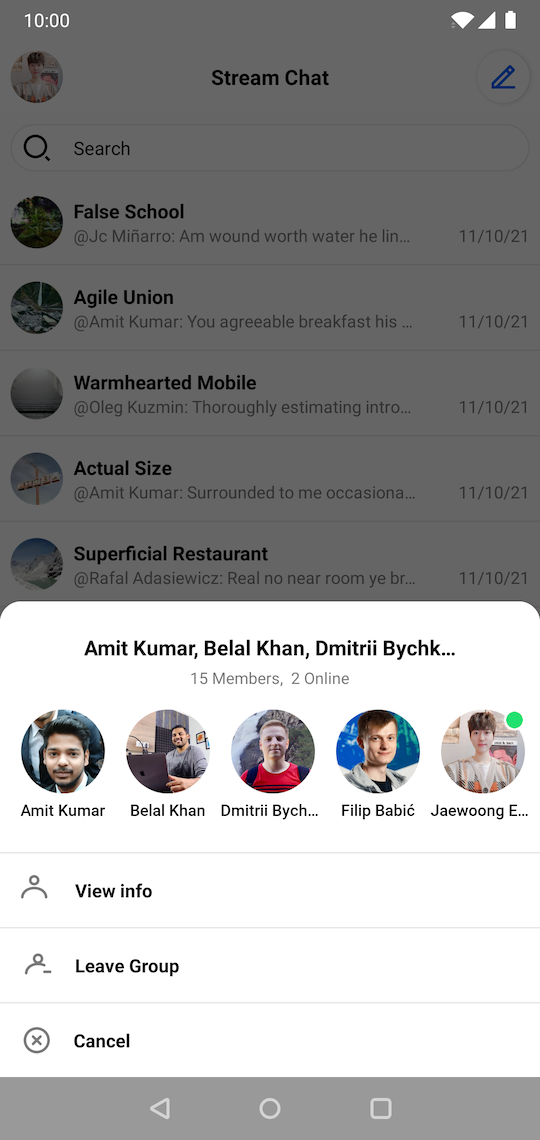 10:00
Stream Chat
Search
False School
@Jc Miñarro: Am wound worth water he lin...
11/10/21
Agile Union
@Amit Kumar: You agreeable breakfast his ...
11/10/21
Warmhearted Mobile
@Oleg Kuzmin: Thoroughly estimating intro...
11/10/21
Actual Size
@Amit Kumar: Surrounded to me occasiona...
11/10/21
Superficial Restaurant
@Rafal Adasiewicz: Real no near room ye br...
11/10/21
Amit Kumar, Belal Khan, Dmitrii Bychk...
15 Members, 2 Online
Amit Kumar
Belal Khan
Dmitrii Bych...
Filip Babić
Jaewoong E...
View info
Leave Group
Cancel